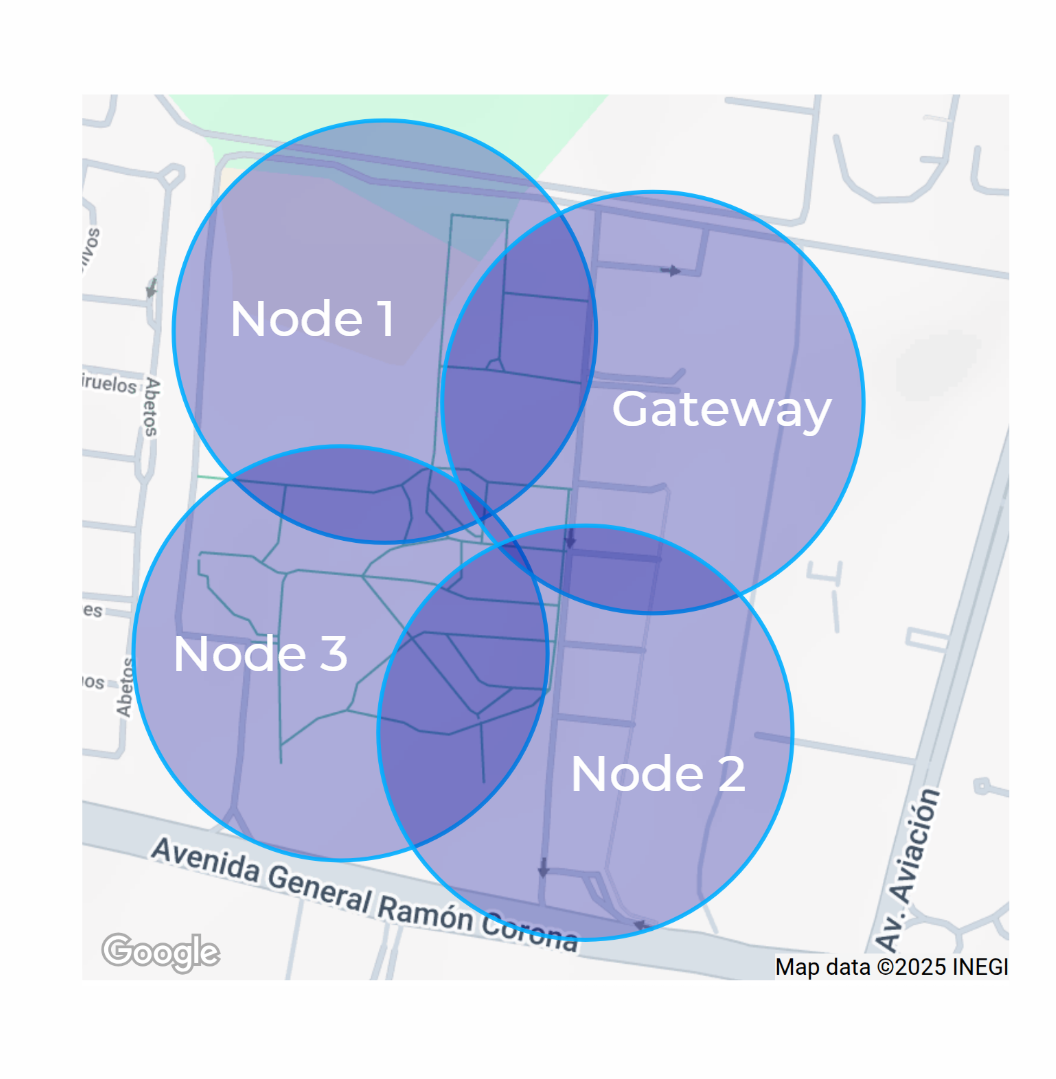 ivos
Node 1
iruelos
Abetos
Gateway
es
Node 3
os
Abetos
Node 2
Avenida General Ramón Corona
Av. Aviación
Google
Map data ©2025 INEGI